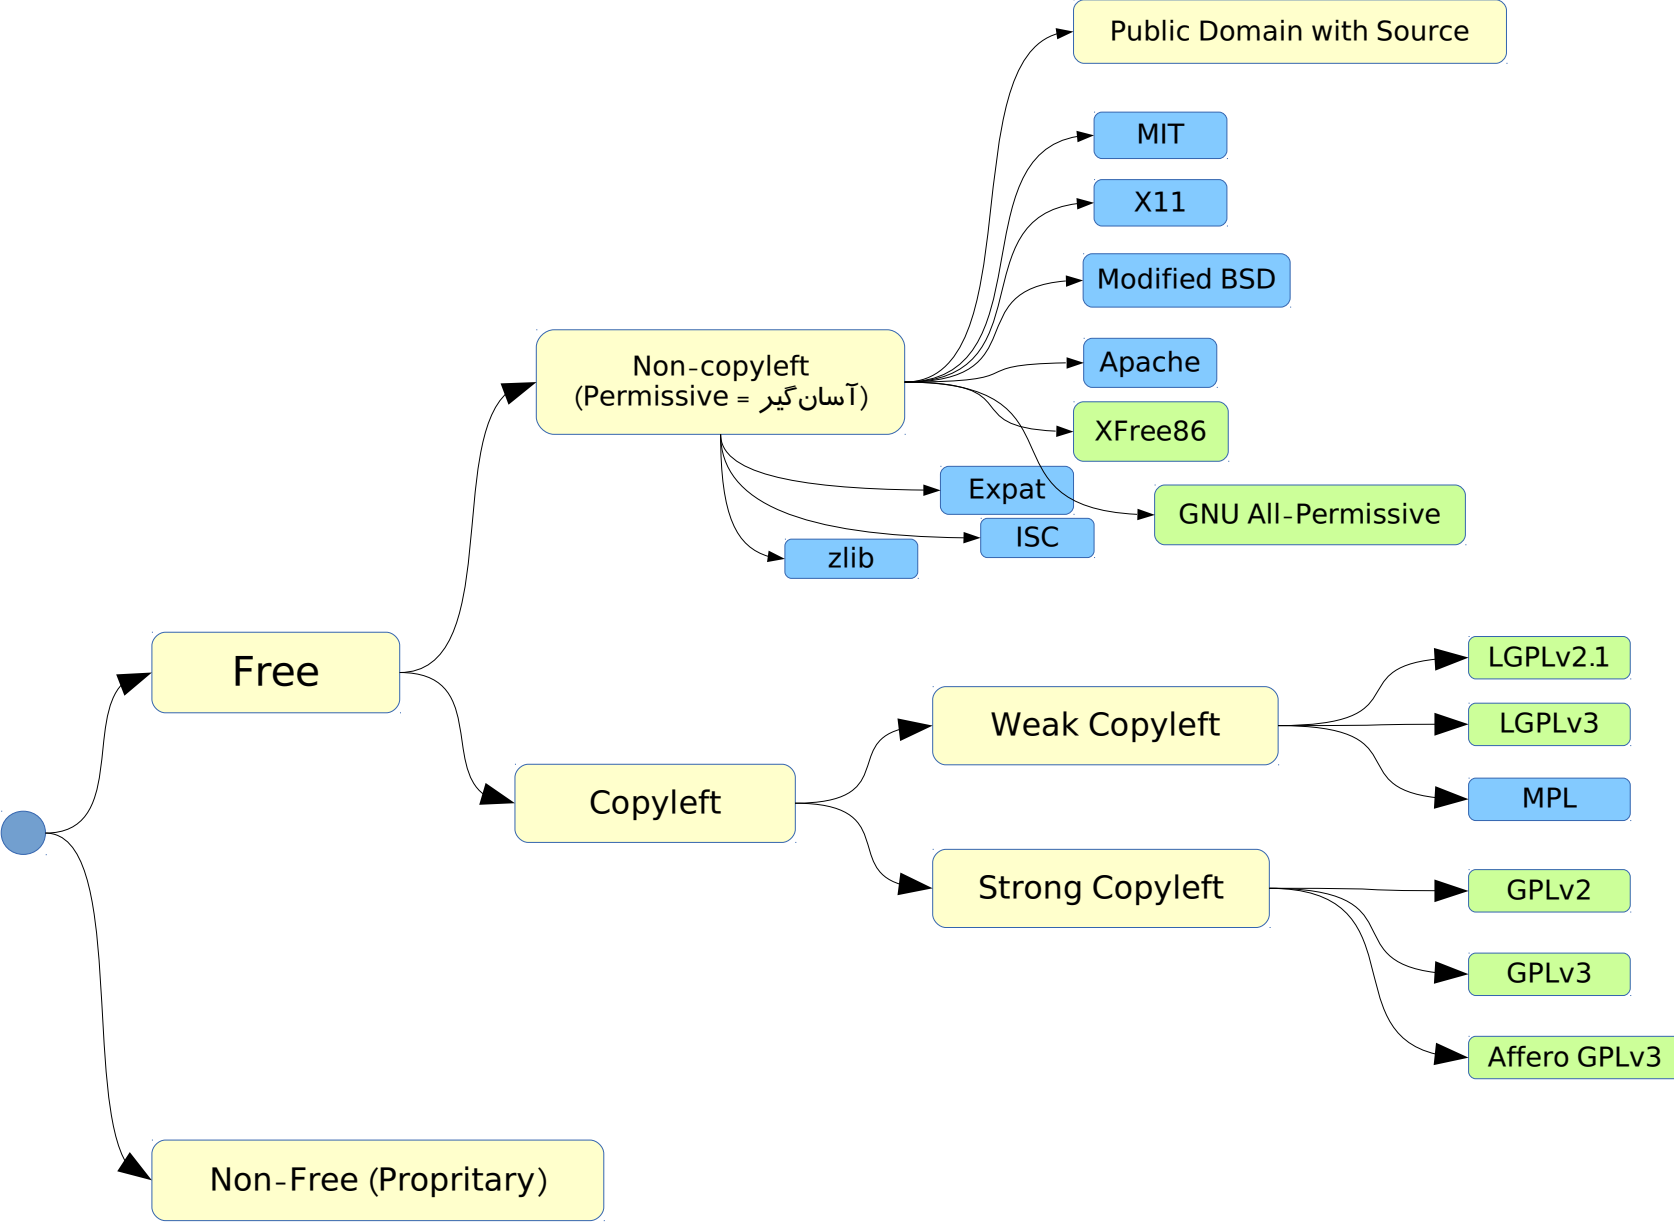 Public Domain with Source
MIT
X11
Modified BSD
Non-copyleft
(Permissive = آسان‌گیر)
Apache
XFree86
Expat
GNU All-Permissive
ISC
zlib
Free
LGPLv2.1
Weak Copyleft
LGPLv3
Copyleft
MPL
Strong Copyleft
GPLv2
GPLv3
Affero GPLv3
Non-Free (Propritary)